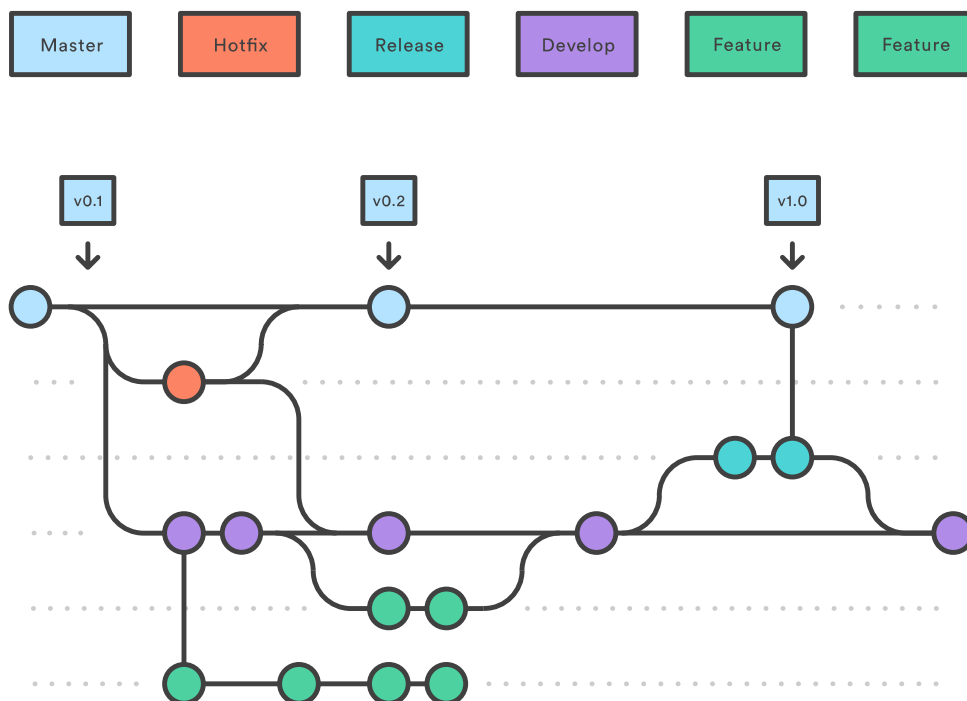 Master
Hotfix
Release
Develop
Feature
Feature
v0.1
v0.2
v1.0